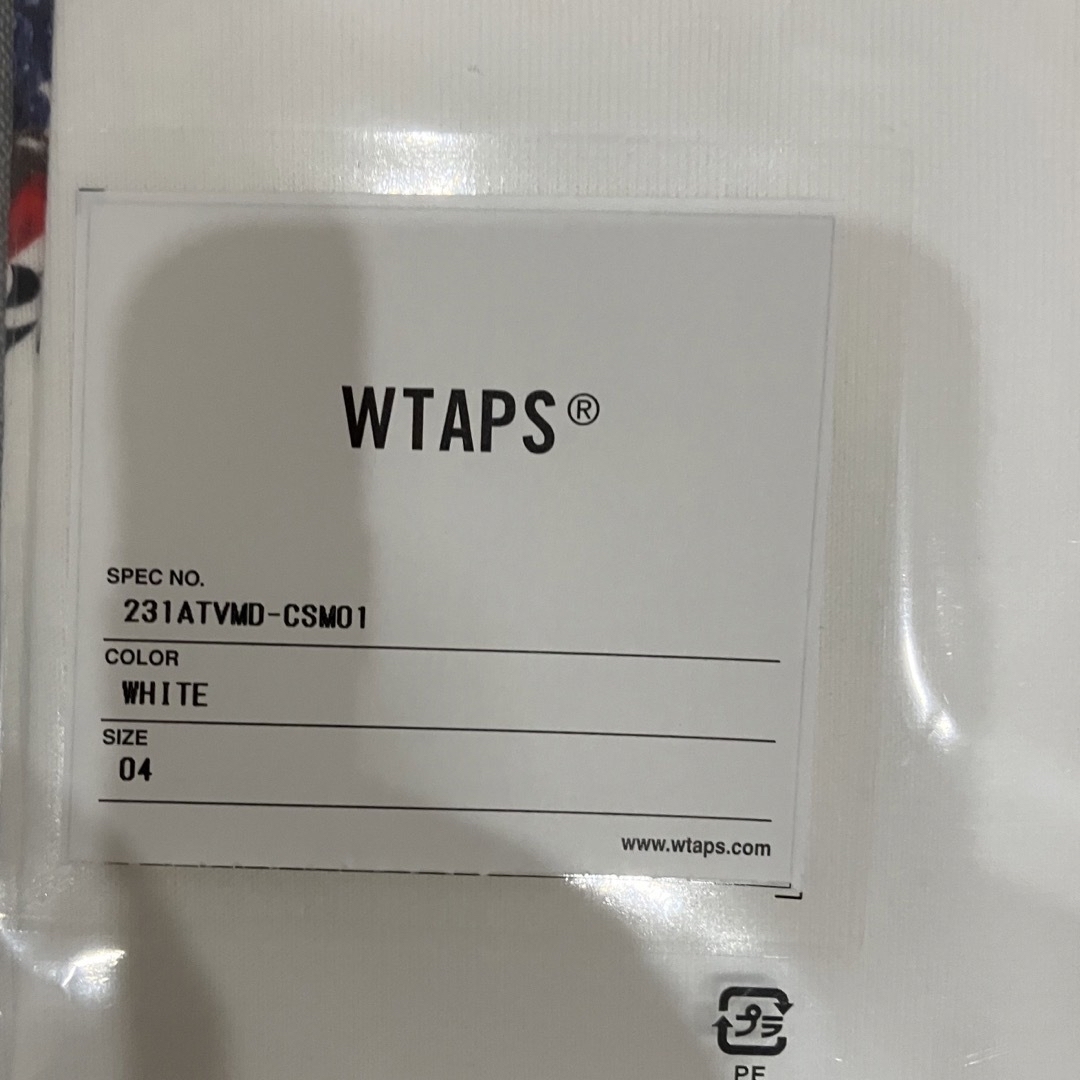 WTAPS®
SPEC NO.
231ATVMD-CSM01
COLOR
WHITE
SIZE
04
www.wtaps.com
プラ
PE